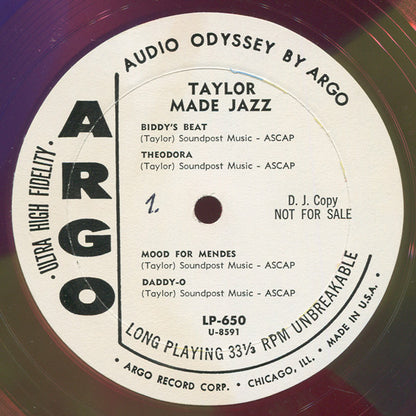 AUDIO ODYSSEY BY ARGO
TAYLOR
MADE JAZZ
BIDDY'S BEAT
(Taylor) Soundpost Music - ASCAP
THEODORA
(Taylor) Soundpost Music - ASCAP
ARGO
· ULTRA HIGH FIDELITY ·
1.
D. J. Copy
NOT FOR SALE
MOOD FOR MENDES
(Taylor) Soundpost Music - ASCAP
DADDY-O
(Taylor) Soundpost Music - ASCAP
LP-650
U-8591
LONG PLAYING 33⅓ RPM UNBREAKABLE
· ARGO RECORD CORP. · CHICAGO, ILL. · MADE IN U.S.A. ·